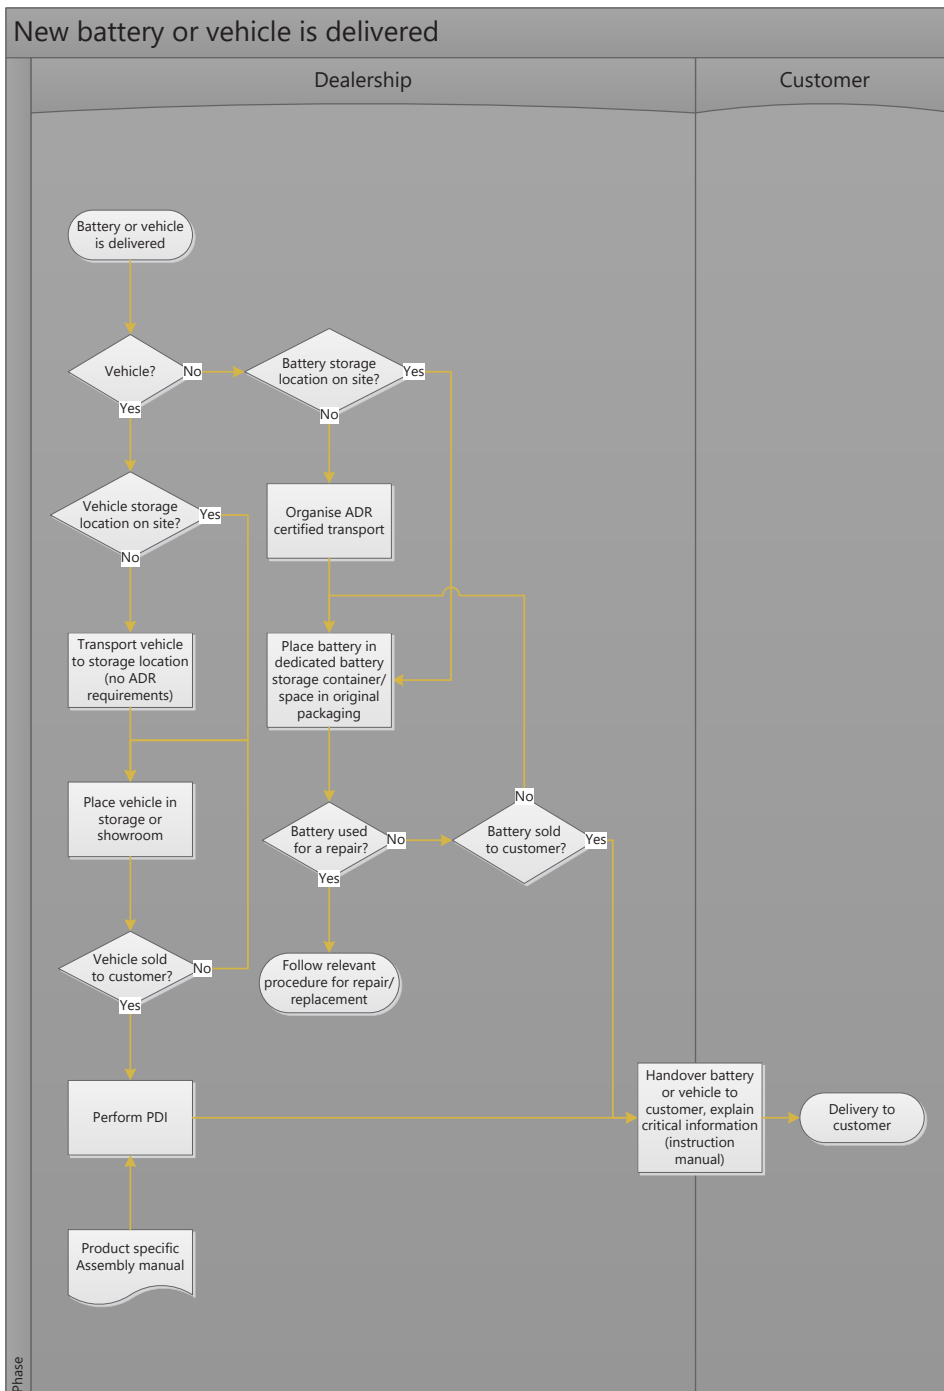 New battery or vehicle is delivered
Dealership
Customer
Battery or vehicle
is delivered
Vehicle?
No
Yes
Battery storage
location on site?
Yes
No
Vehicle storage
location on site?
Yes
No
Organise ADR
certified transport
Transport vehicle
to storage location
(no ADR
requirements)
Place battery in
dedicated battery
storage container/
space in original
packaging
Place vehicle in
storage or
showroom
Battery used
for a repair?
No
Yes
No
Battery sold
to customer?
Yes
Vehicle sold
to customer?
No
Yes
Follow relevant
procedure for repair/
replacement
Perform PDI
Handover battery
or vehicle to
customer, explain
critical information
(instruction
manual)
Delivery to
customer
Product specific
Assembly manual
Phase